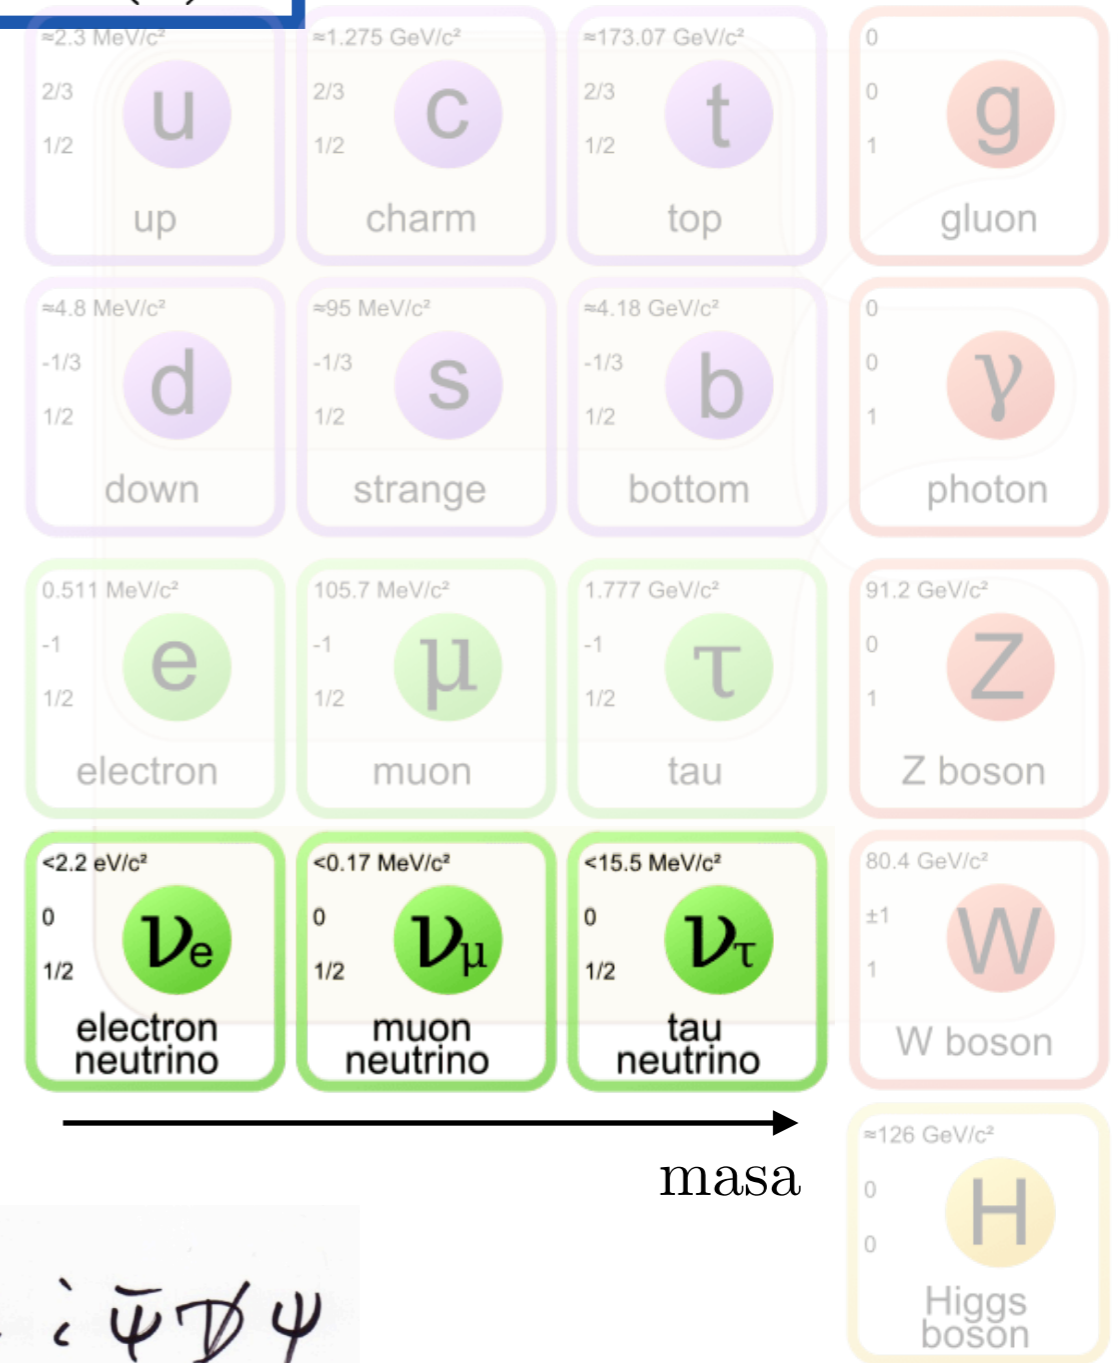 ≈2.3 MeV/c²
2/3
1/2
u
up
≈1.275 GeV/c²
2/3
1/2
c
charm
≈173.07 GeV/c²
2/3
1/2
t
top
0
0
1
g
gluon
≈4.8 MeV/c²
-1/3
1/2
d
down
≈95 MeV/c²
-1/3
1/2
s
strange
≈4.18 GeV/c²
-1/3
1/2
b
bottom
0
0
1
γ
photon
0.511 MeV/c²
-1
1/2
e
electron
105.7 MeV/c²
-1
1/2
μ
muon
1.777 GeV/c²
-1
1/2
τ
tau
91.2 GeV/c²
0
1
Z
Z boson
<2.2 eV/c²
0
1/2
νe
electron
neutrino
<0.17 MeV/c²
0
1/2
νμ
muon
neutrino
<15.5 MeV/c²
0
1/2
ντ
tau
neutrino
80.4 GeV/c²
±1
1
W
W boson
masa
≈126 GeV/c²
0
0
H
Higgs
boson
i ψ̄ D̸ ψ